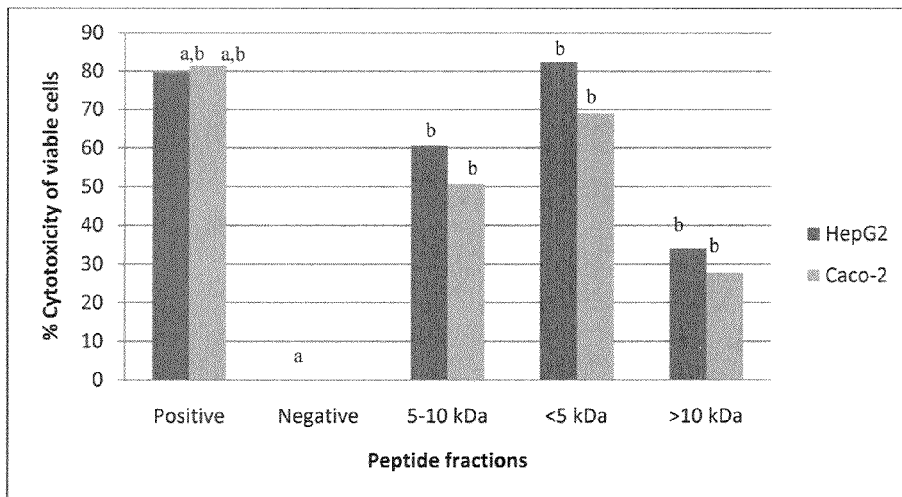 90
80
70
60
50
40
30
20
10
0
% Cytotoxicity of viable cells
a,b a,b
a
b
b
b
b
b
b
Positive Negative 5-10 kDa <5 kDa >10 kDa
Peptide fractions
HepG2
Caco-2